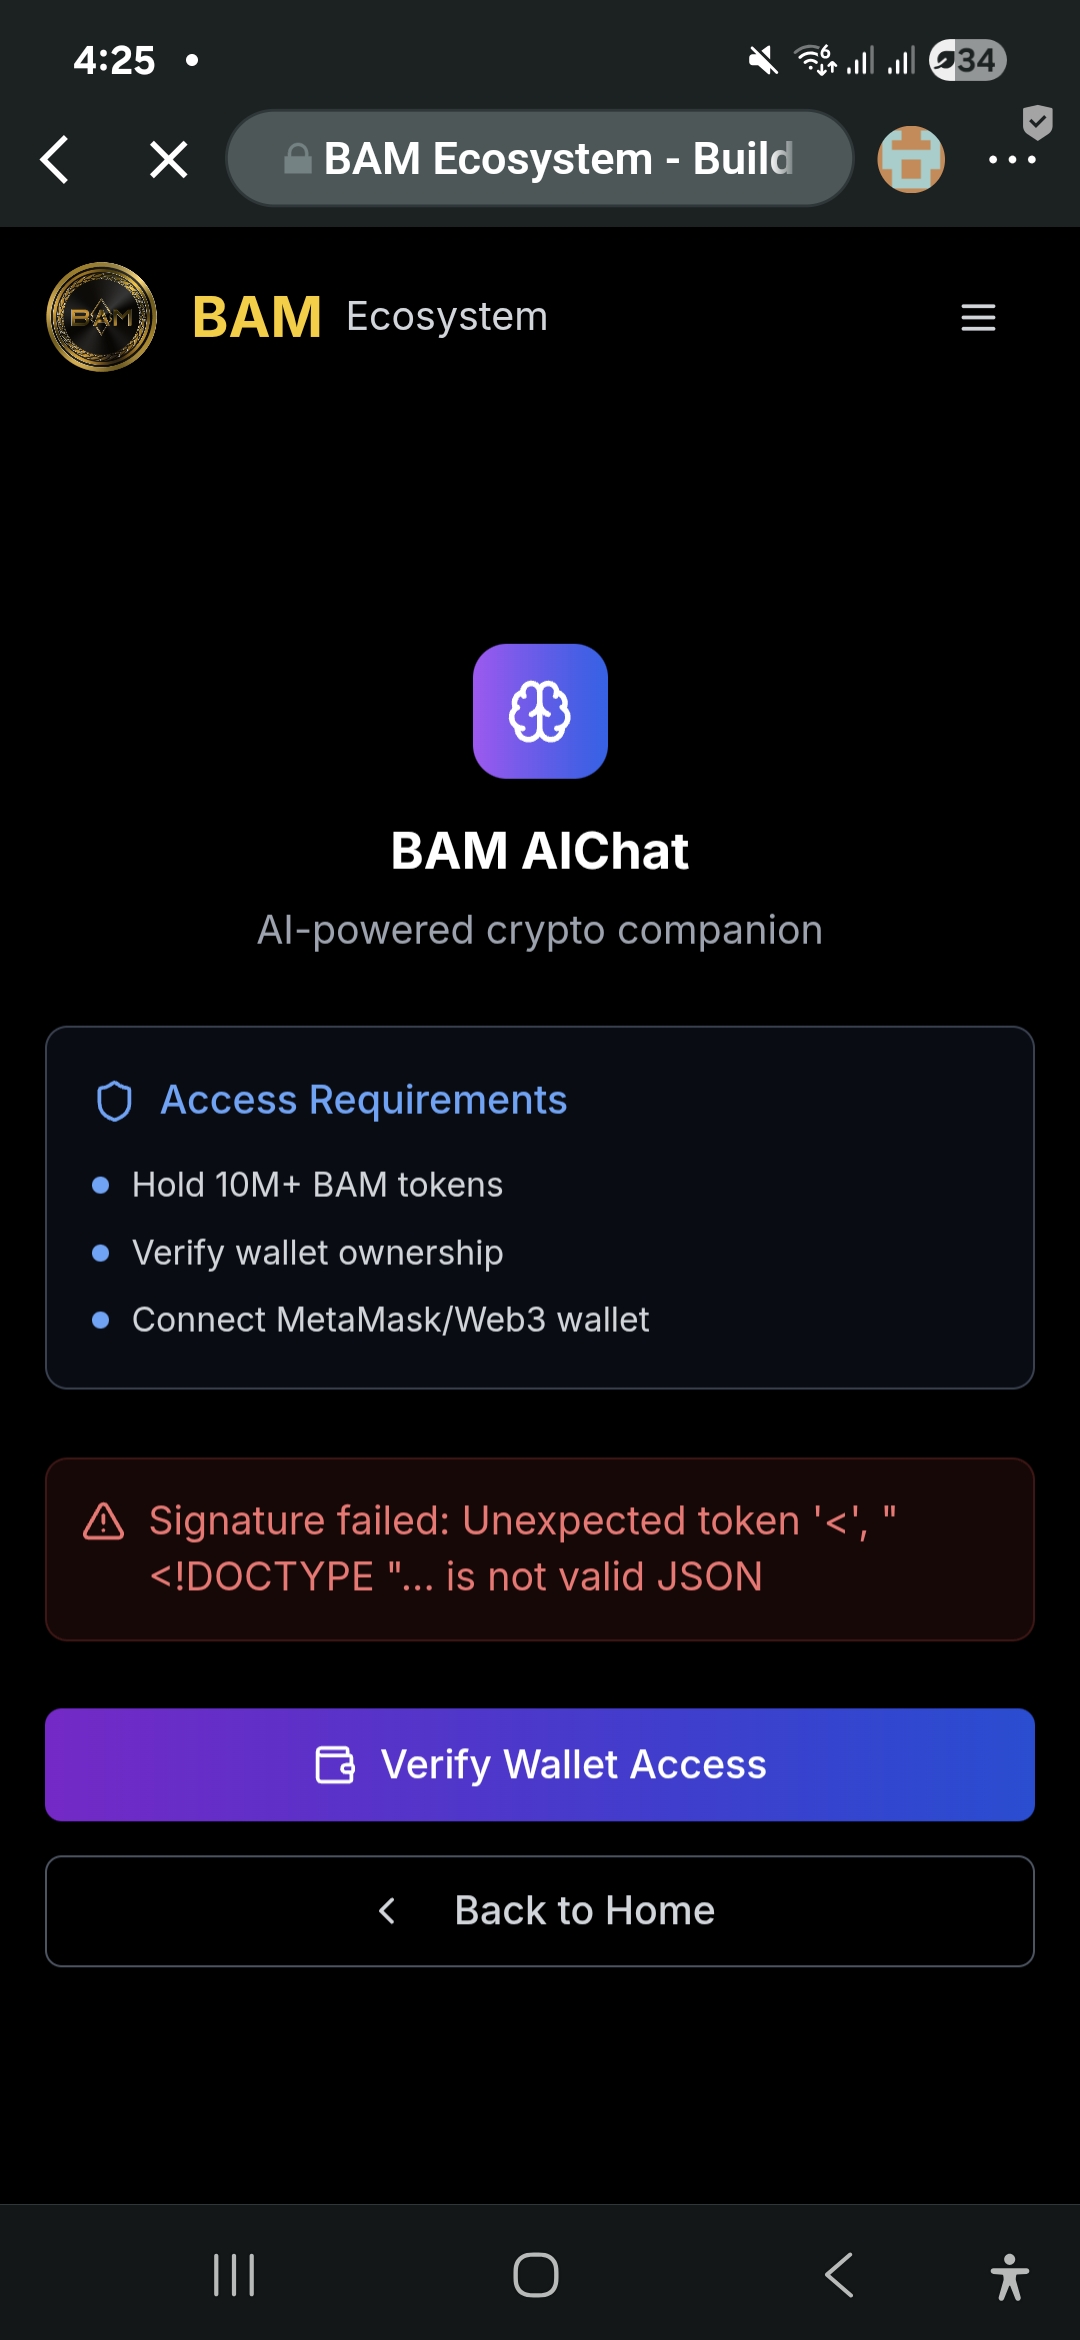 4:25
6
34
BAM Ecosystem - Build
BAM
BAM Ecosystem
BAM AIChat
AI-powered crypto companion
Access Requirements
Hold 10M+ BAM tokens
Verify wallet ownership
Connect MetaMask/Web3 wallet
Signature failed: Unexpected token '<', "
<!DOCTYPE "... is not valid JSON
Verify Wallet Access
Back to Home